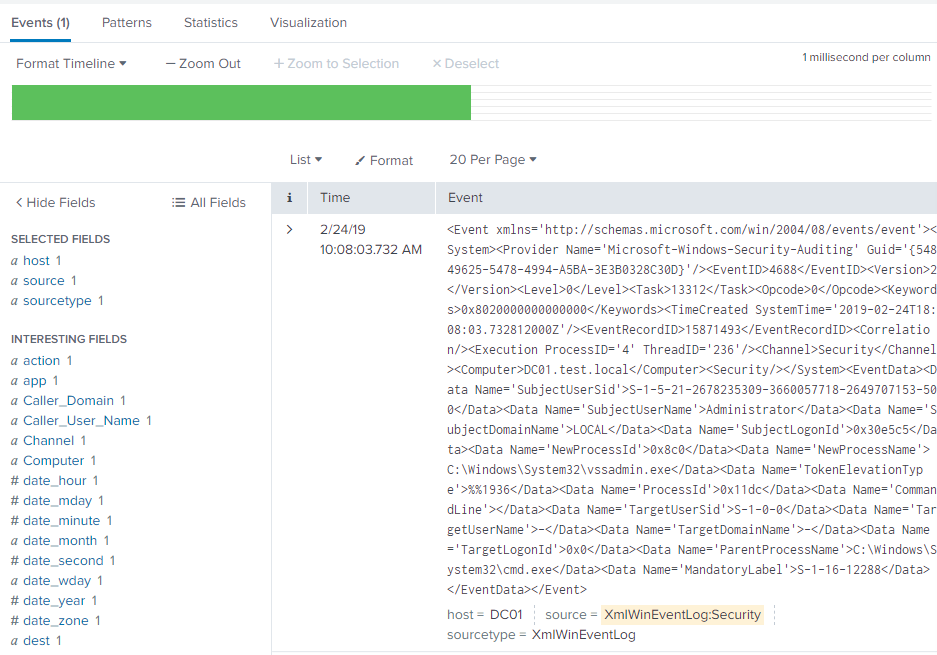 Events (1) Patterns Statistics Visualization
Format Timeline — Zoom Out + Zoom to Selection × Deselect 1 millisecond per column
List Format 20 Per Page
< Hide Fields All Fields i Time Event
SELECTED FIELDS
a host 1
a source 1
a sourcetype 1
INTERESTING FIELDS
a action 1
a app 1
a Caller_Domain 1
a Caller_User_Name 1
a Channel 1
a Computer 1
# date_hour 1
# date_mday 1
# date_minute 1
a date_month 1
# date_second 1
a date_wday 1
# date_year 1
# date_zone 1
a dest 1
> 2/24/19
10:08:03.732 AM
<Event xmlns='http://schemas.microsoft.com/win/2004/08/events/event'><
System><Provider Name='Microsoft-Windows-Security-Auditing' Guid='{548
49625-5478-4994-A5BA-3E3B0328C30D}'/><EventID>4688</EventID><Version>2
</Version><Level>0</Level><Task>13312</Task><Opcode>0</Opcode><Keyword
s>0x8020000000000000</Keywords><TimeCreated SystemTime='2019-02-24T18:
08:03.732812000Z'/><EventRecordID>15871493</EventRecordID><Correlatio
n/><Execution ProcessID='4' ThreadID='236'/><Channel>Security</Channel
><Computer>DC01.test.local</Computer><Security/></System><EventData><D
ata Name='SubjectUserSid'>S-1-5-21-2678235309-3660057718-2649707153-50
0</Data><Data Name='SubjectUserName'>Administrator</Data><Data Name='S
ubjectDomainName'>LOCAL</Data><Data Name='SubjectLogonId'>0x30e5c5</Da
ta><Data Name='NewProcessId'>0x8c0</Data><Data Name='NewProcessName'>
C:\Windows\System32\vssadmin.exe</Data><Data Name='TokenElevationTyp
e'>%%1936</Data><Data Name='ProcessId'>0x11dc</Data><Data Name='Comman
dLine'></Data><Data Name='TargetUserSid'>S-1-0-0</Data><Data Name='Tar
getUserName'>-</Data><Data Name='TargetDomainName'>-</Data><Data Name
='TargetLogonId'>0x0</Data><Data Name='ParentProcessName'>C:\Windows\S
ystem32\cmd.exe</Data><Data Name='MandatoryLabel'>S-1-16-12288</Data>
</EventData></Event>
host = DC01 source = XmlWinEventLog:Security
sourcetype = XmlWinEventLog